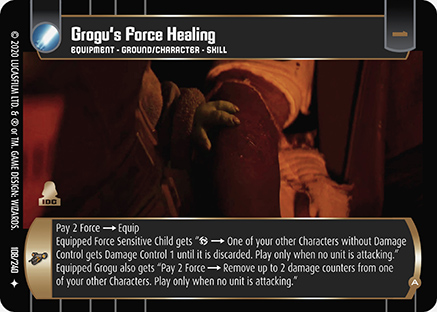 Grogu's Force Healing
EQUIPMENT - GROUND/CHARACTER - SKILL
IDC
Pay 2 Force → Equip
Equipped Force Sensitive Child gets " → One of your other Characters without Damage
Control gets Damage Control 1 until it is discarded. Play only when no unit is attacking."
Equipped Grogu also gets "Pay 2 Force → Remove up to 2 damage counters from one
of your other Characters. Play only when no unit is attacking."
A
© 2020 LUCASFILM LTD. & ® or TM. GAME DESIGN: WIZARDS. 108/240